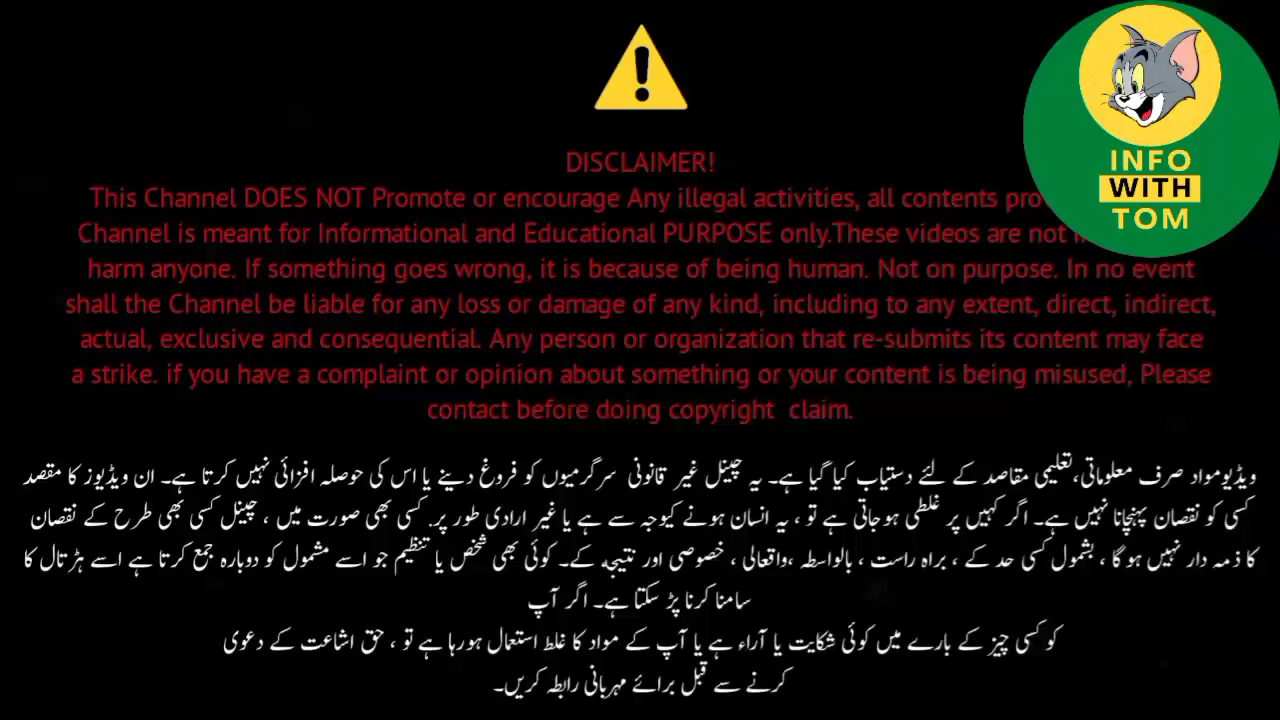 DISCLAIMER!
This Channel DOES NOT Promote or encourage Any illegal activities, all contents pro
Channel is meant for Informational and Educational PURPOSE only.These videos are not
harm anyone. If something goes wrong, it is because of being human. Not on purpose. In no event
shall the Channel be liable for any loss or damage of any kind, including to any extent, direct, indirect,
actual, exclusive and consequential. Any person or organization that re-submits its content may face
a strike. if you have a complaint or opinion about something or your content is being misused, Please
contact before doing copyright claim.
INFO
WITH
TOM
ویڈیومواد صرف معلوماتی،تعلیمی مقاصد کے لئے دستیاب کیا گیا ہے۔ یہ چینل غیر قانونی سرگرمیوں کو فروغ دینے یا اس کی حوصلہ افزائی نہیں کرتا ہے۔ ان ویڈیوز کا مقصد
کسی کو نقصان پہنچانا نہیں ہے۔ اگر کہیں پر غلطی ہوجاتی ہے تو ، یہ انسان ہونے کیوجہ سے ہے یا غیر ارادی طور پر۔ کسی بھی صورت میں ، چینل کسی بھی طرح کے نقصان
کا ذمہ دار نہیں ہو گا ، بشمول کسی حد کے ، براہ راست ، بالواسطہ ،واقعالی ، خصوصی اور نتیجہ کے۔ کوئی بھی شخص یا تنظیم جو اسے مشمول کو دوبارہ جمع کرتا ہے اسے ہڑتال کا
سامنا کرنا پڑ سکتا ہے۔ اگر آپ
کو کسی چیز کے بارے میں کوئی شکایت یا آراء ہے یا آپ کے مواد کا غلط استعمال ہورہا ہے تو ، حق اشاعت کے دعوی
کرنے سے قبل برائے مہربانی رابطہ کریں۔